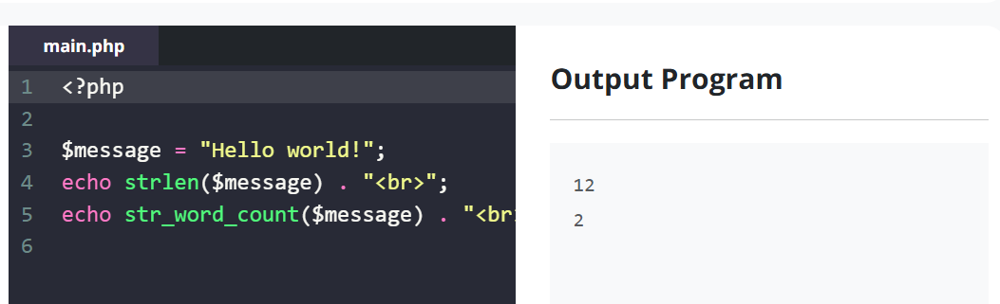 main.php
Output Program
1 <?php
2
3 $message = "Hello world!";
4 echo strlen($message) . "<br>";
5 echo str_word_count($message) . "<br
6
12
2